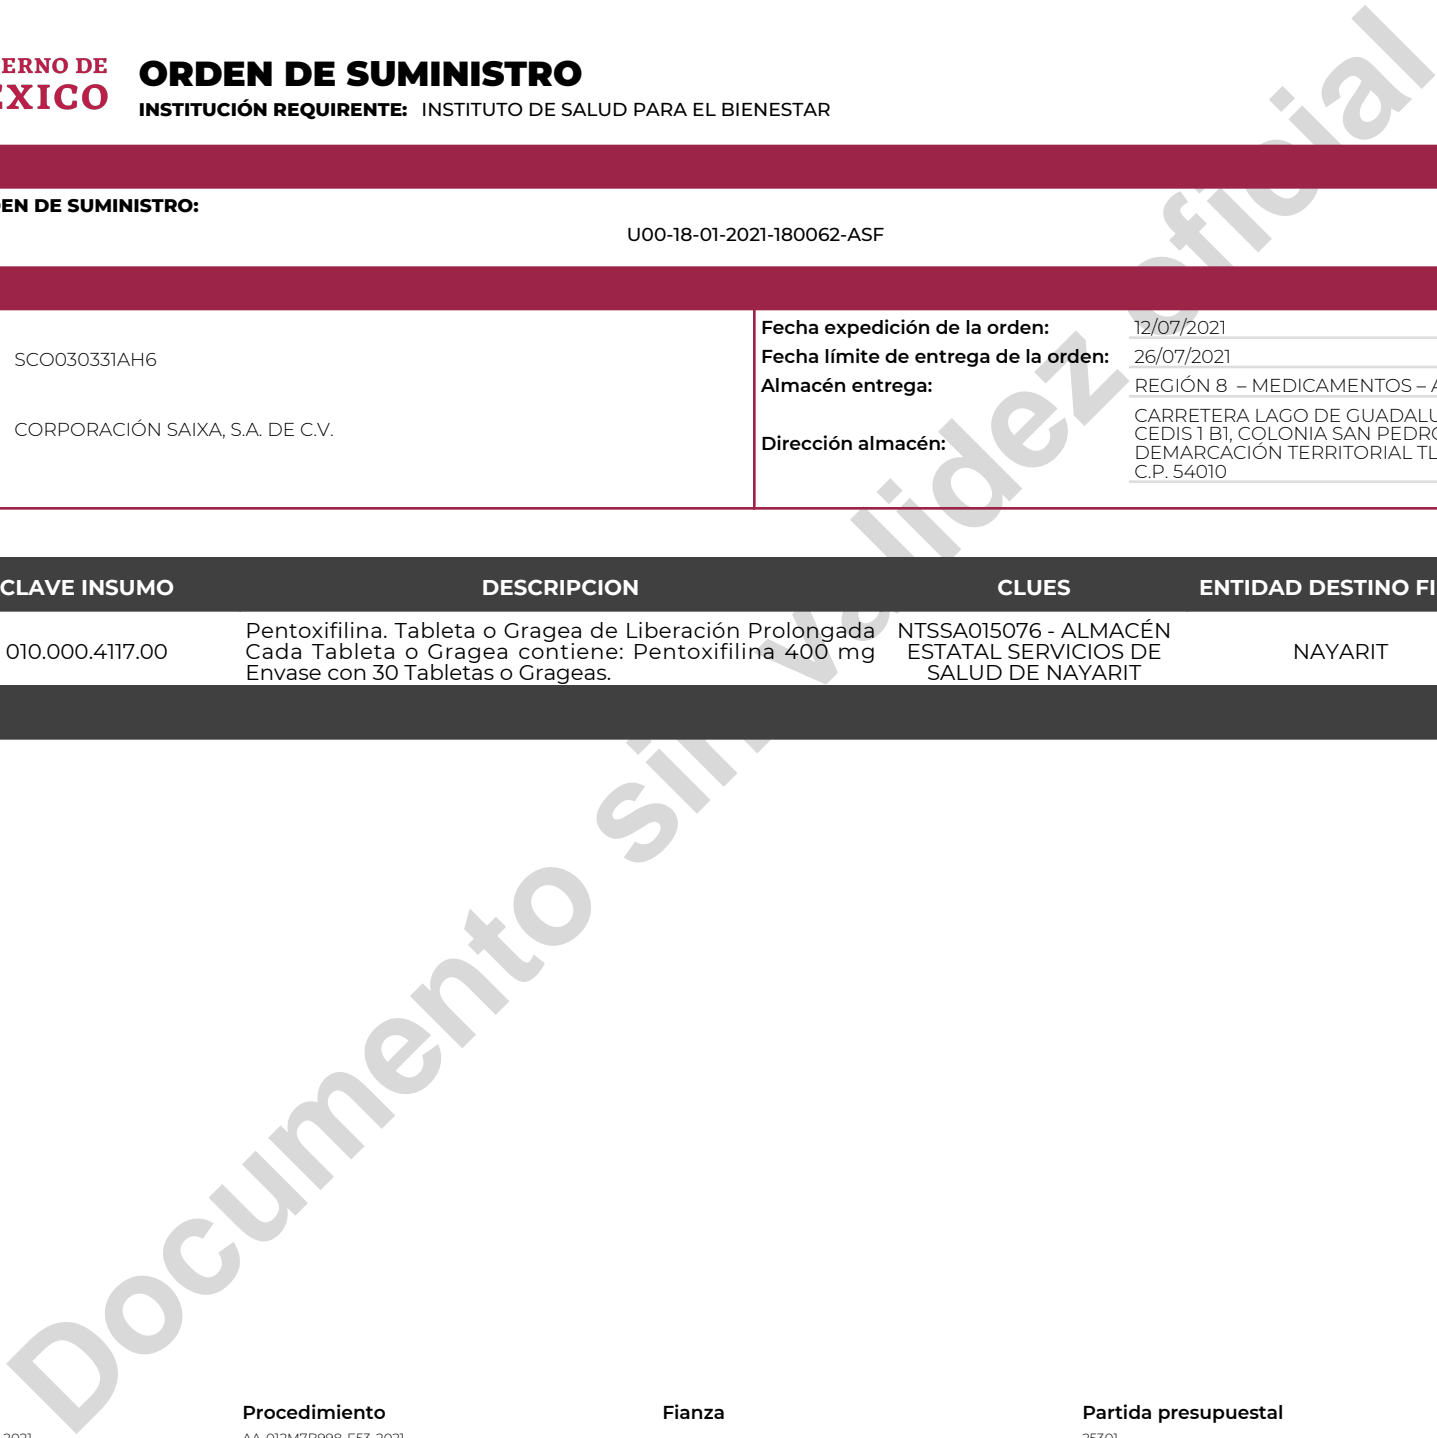 ERNO DE
ÉXICO
ORDEN DE SUMINISTRO
INSTITUCIÓN REQUIRENTE: INSTITUTO DE SALUD PARA EL BIENESTAR
EN DE SUMINISTRO:
U00-18-01-2021-180062-ASF
SCO030331AH6
CORPORACIÓN SAIXA, S.A. DE C.V.
Fecha expedición de la orden: 12/07/2021
Fecha límite de entrega de la orden: 26/07/2021
Almacén entrega: REGIÓN 8 – MEDICAMENTOS – A
Dirección almacén:
CARRETERA LAGO DE GUADALU
CEDIS 1 B1, COLONIA SAN PEDRO
DEMARCACIÓN TERRITORIAL TL
C.P. 54010
CLAVE INSUMO DESCRIPCION CLUES ENTIDAD DESTINO FI
010.000.4117.00
Pentoxifilina. Tableta o Gragea de Liberación Prolongada
Cada Tableta o Gragea contiene: Pentoxifilina 400 mg
Envase con 30 Tabletas o Grageas.
NTSSA015076 - ALMACÉN
ESTATAL SERVICIOS DE
SALUD DE NAYARIT
NAYARIT
Documento sin validez oficial
Procedimiento Fianza Partida presupuestal